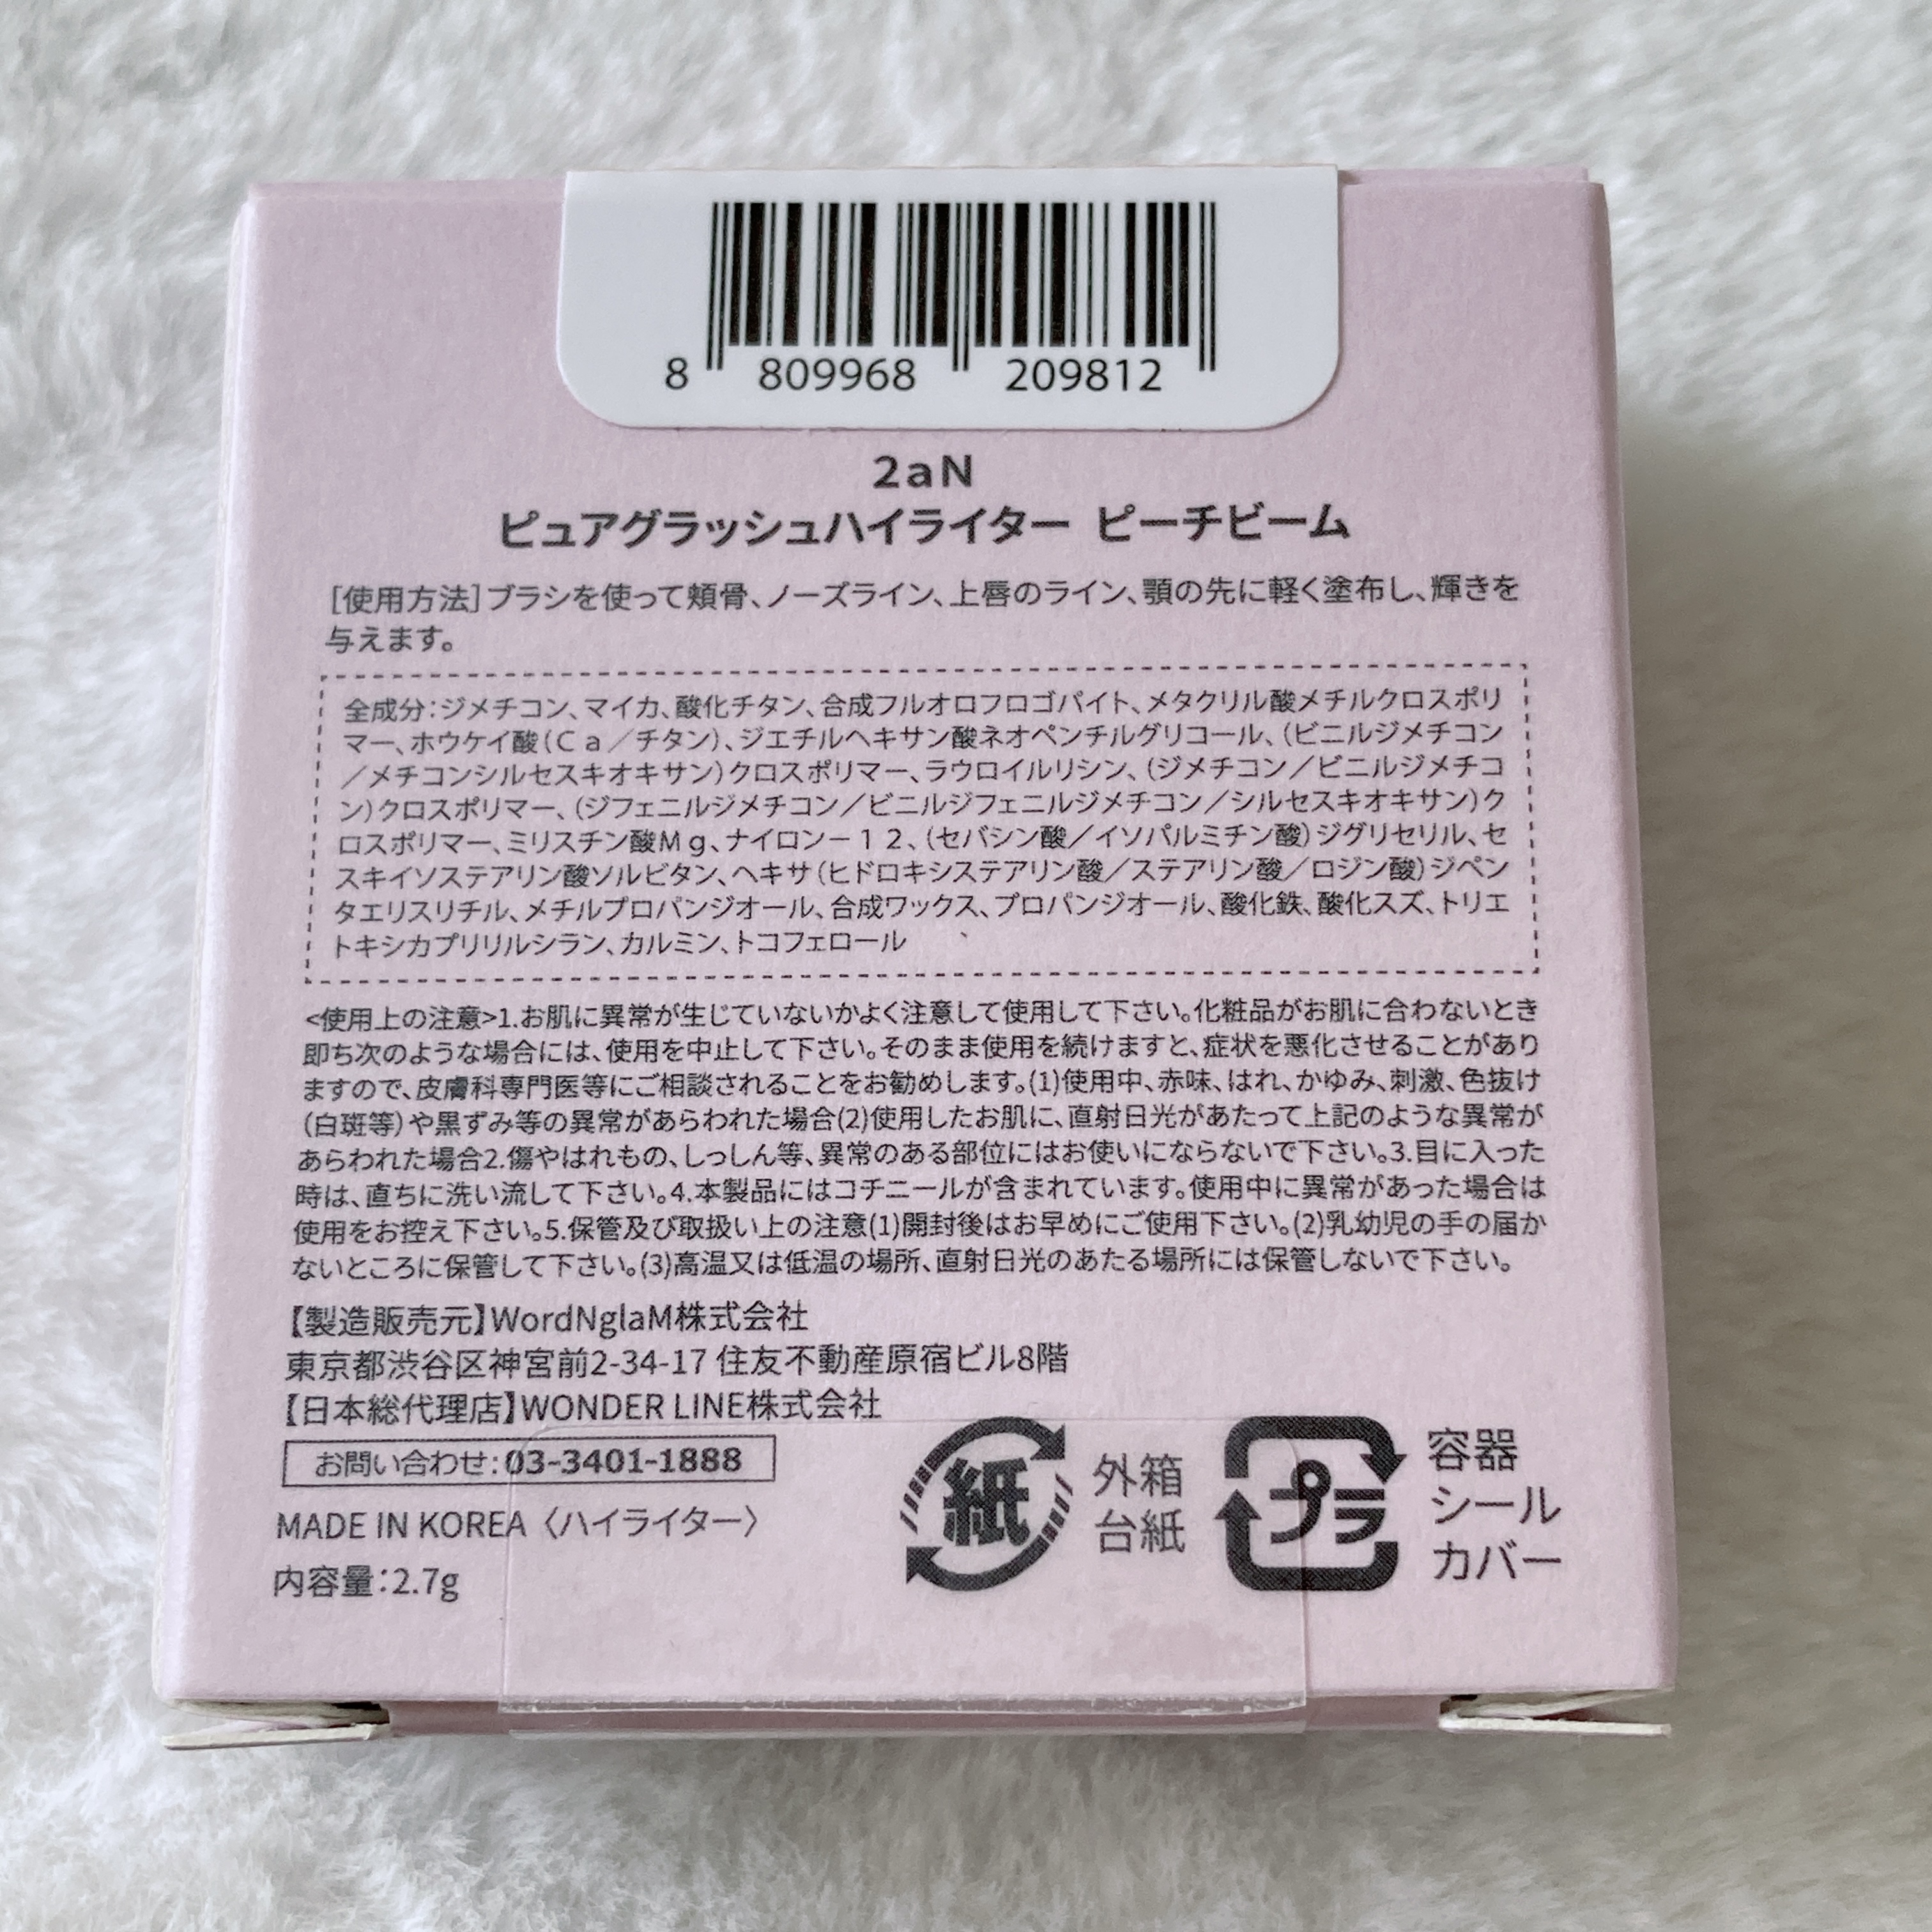 8 809968 209812
2aN
ピュアグラッシュハイライター ピーチビーム
[使用方法]ブラシを使って頬骨、ノーズライン、上唇のライン、顎の先に軽く塗布し、輝きを
与えます。
全成分：ジメチコン、マイカ、酸化チタン、合成フルオロフロゴパイト、メタクリル酸メチルクロスポリ
マー、ホウケイ酸（Ｃａ／チタン）、ジエチルヘキサン酸ネオペンチルグリコール、（ビニルジメチコン
／メチコンシルセスキオキサン）クロスポリマー、ラウロイルリシン、（ジメチコン／ビニルジメチコ
ン）クロスポリマー、（ジフェニルジメチコン／ビニルジフェニルジメチコン／シルセスキオキサン）ク
ロスポリマー、ミリスチン酸Ｍｇ、ナイロン－１２、（セバシン酸／イソパルミチン酸）ジグリセリル、セ
スキイソステアリン酸ソルビタン、ヘキサ（ヒドロキシステアリン酸／ステアリン酸／ロジン酸）ジペン
タエリスリチル、メチルプロパンジオール、合成ワックス、プロパンジオール、酸化鉄、酸化スズ、トリエ
トキシカプリリルシラン、カルミン、トコフェロール
<使用上の注意>1.お肌に異常が生じていないかよく注意して使用して下さい。化粧品がお肌に合わないとき
即ち次のような場合には、使用を中止して下さい。そのまま使用を続けますと、症状を悪化させることがあり
ますので、皮膚科専門医等にご相談されることをお勧めします。(1)使用中、赤味、はれ、かゆみ、刺激、色抜け
（白斑等）や黒ずみ等の異常があらわれた場合(2)使用したお肌に、直射日光があたって上記のような異常が
あらわれた場合2.傷やはれもの、しっしん等、異常のある部位にはお使いにならないで下さい。3.目に入った
時は、直ちに洗い流して下さい。4.本製品にはコチニールが含まれています。使用中に異常があった場合は
使用をお控え下さい。5.保管及び取扱い上の注意(1)開封後はお早めにご使用下さい。(2)乳幼児の手の届か
ないところに保管して下さい。(3)高温又は低温の場所、直射日光のあたる場所には保管しないで下さい。
【製造販売元】WordNglaM株式会社
東京都渋谷区神宮前2-34-17 住友不動産原宿ビル8階
【日本総代理店】WONDER LINE株式会社
お問い合わせ：03-3401-1888
MADE IN KOREA〈ハイライター〉
内容量：2.7g
紙
外箱
台紙
プラ
容器
シール
カバー